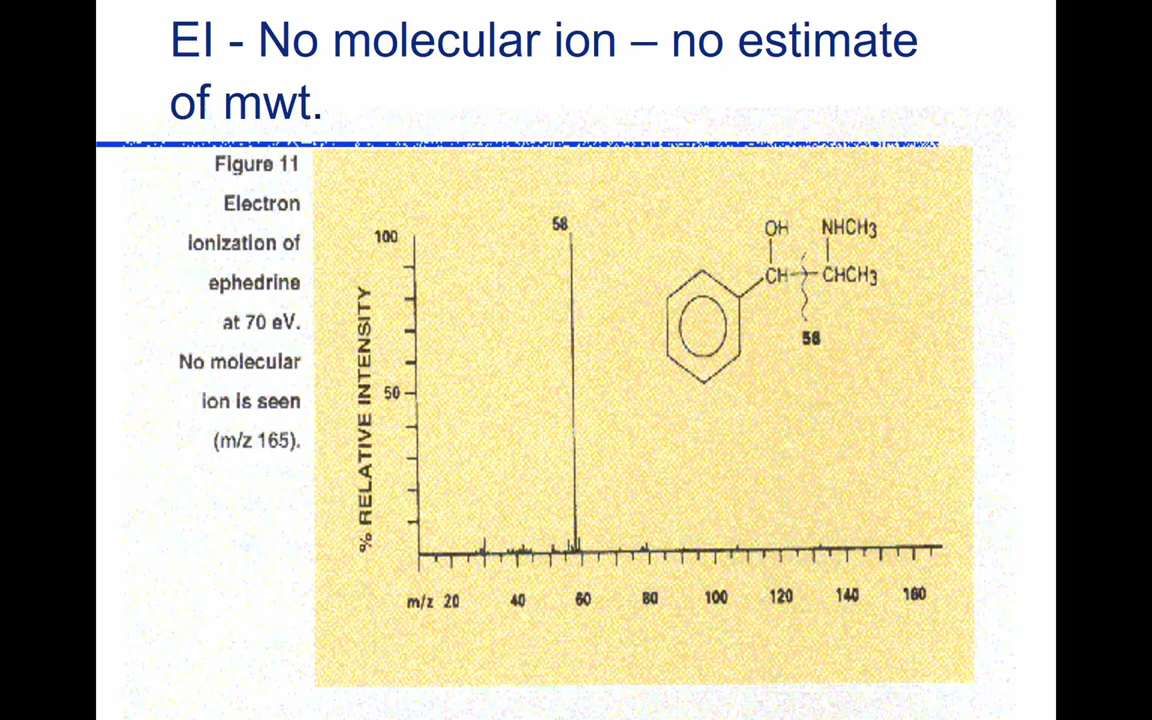 EI - No molecular ion – no estimate
of mwt.
Figure 11
Electron
ionization of
ephedrine
at 70 eV.
No molecular
ion is seen
(m/z 165).
% RELATIVE INTENSITY
100
50
58
OH NHCH3
CH CHCH3
58
m/z 20 40 60 80 100 120 140 160